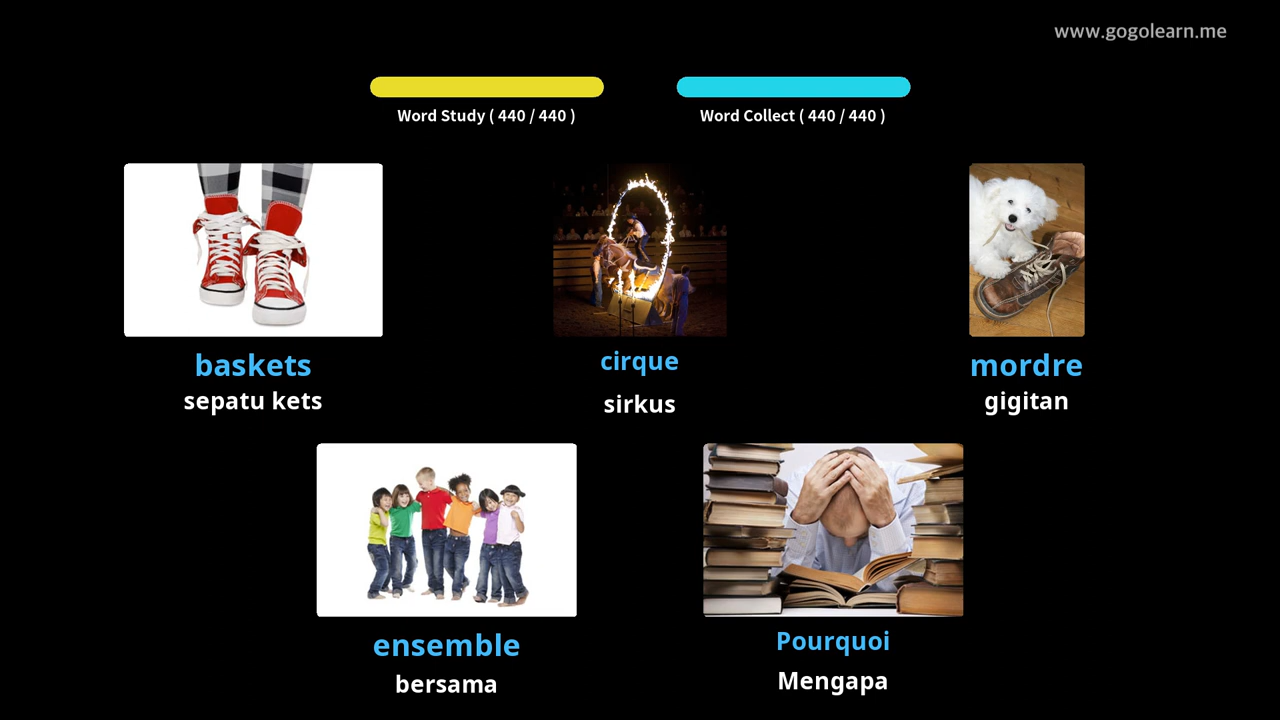 www.gogolearn.me
Word Study ( 440 / 440 )
Word Collect ( 440 / 440 )
baskets
sepatu kets
cirque
sirkus
mordre
gigitan
ensemble
bersama
Pourquoi
Mengapa